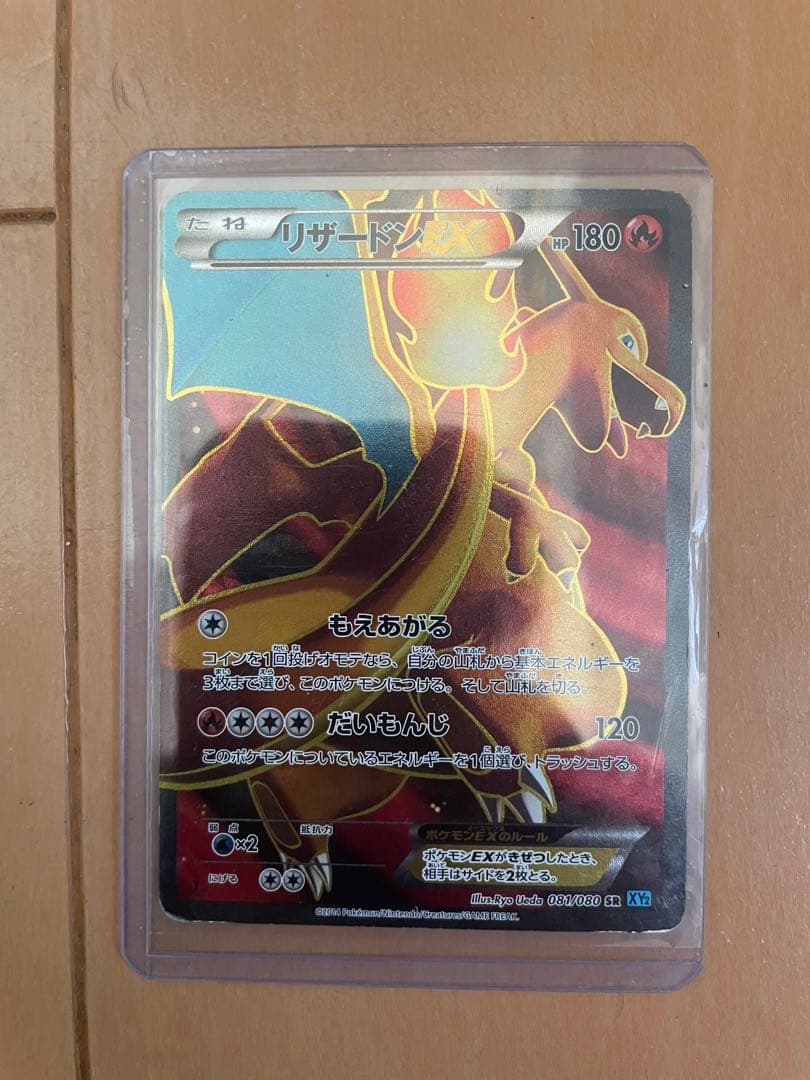 たね
リザードンEX
HP180
もえあがる
コインを1回投げオモテなら、自分の山札から基本エネルギーを
3枚まで選び、このポケモンにつける。そして山札を切る。
だいもんじ 120
このポケモンについているエネルギーを1個選び、トラッシュする。
弱点 抵抗力
×2
にげる
ポケモンEXのルール
ポケモンEXがきぜつしたとき、
相手はサイドを2枚とる。
Illus.Ryo Ueda 081/080 SR XY2
©2014 Pokémon/Nintendo/Creatures/GAME FREAK.